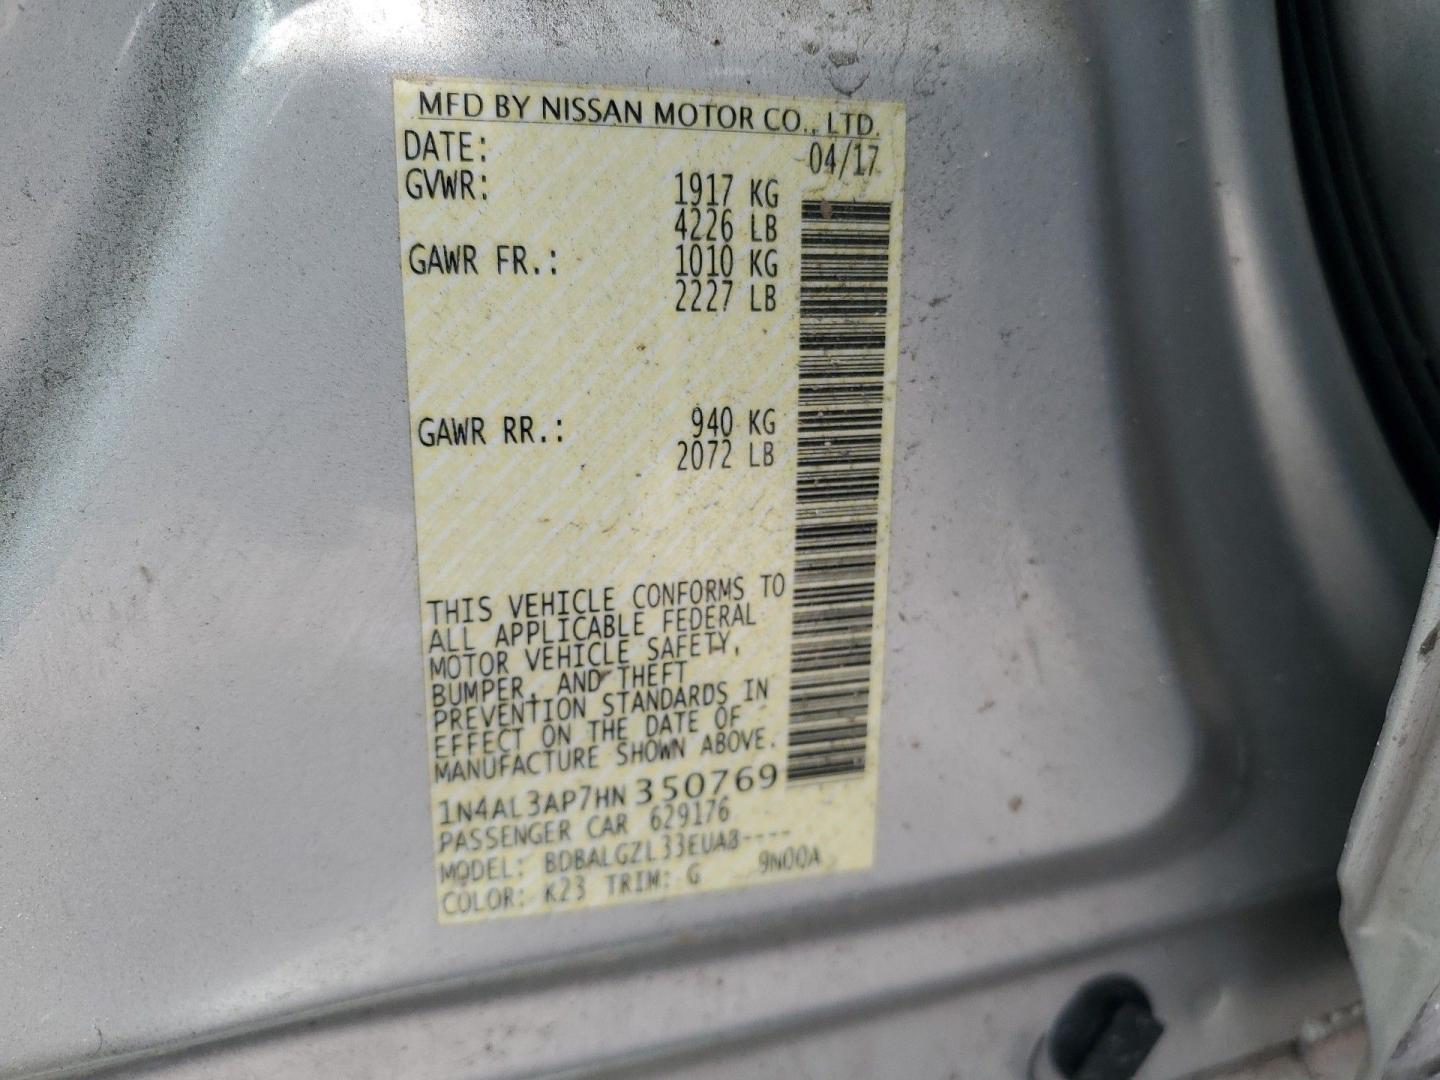 MFD BY NISSAN MOTOR CO., LTD.
DATE: 04/17
GVWR: 1917 KG
4226 LB
GAWR FR.: 1010 KG
2227 LB
GAWR RR.: 940 KG
2072 LB
THIS VEHICLE CONFORMS TO
ALL APPLICABLE FEDERAL
MOTOR VEHICLE SAFETY,
BUMPER, AND THEFT
PREVENTION STANDARDS IN
EFFECT ON THE DATE OF
MANUFACTURE SHOWN ABOVE.
1N4AL3AP7HN350769
PASSENGER CAR 629176
MODEL: BDBALGZL33EUA8----
COLOR: K23 TRIM: G 9N00A